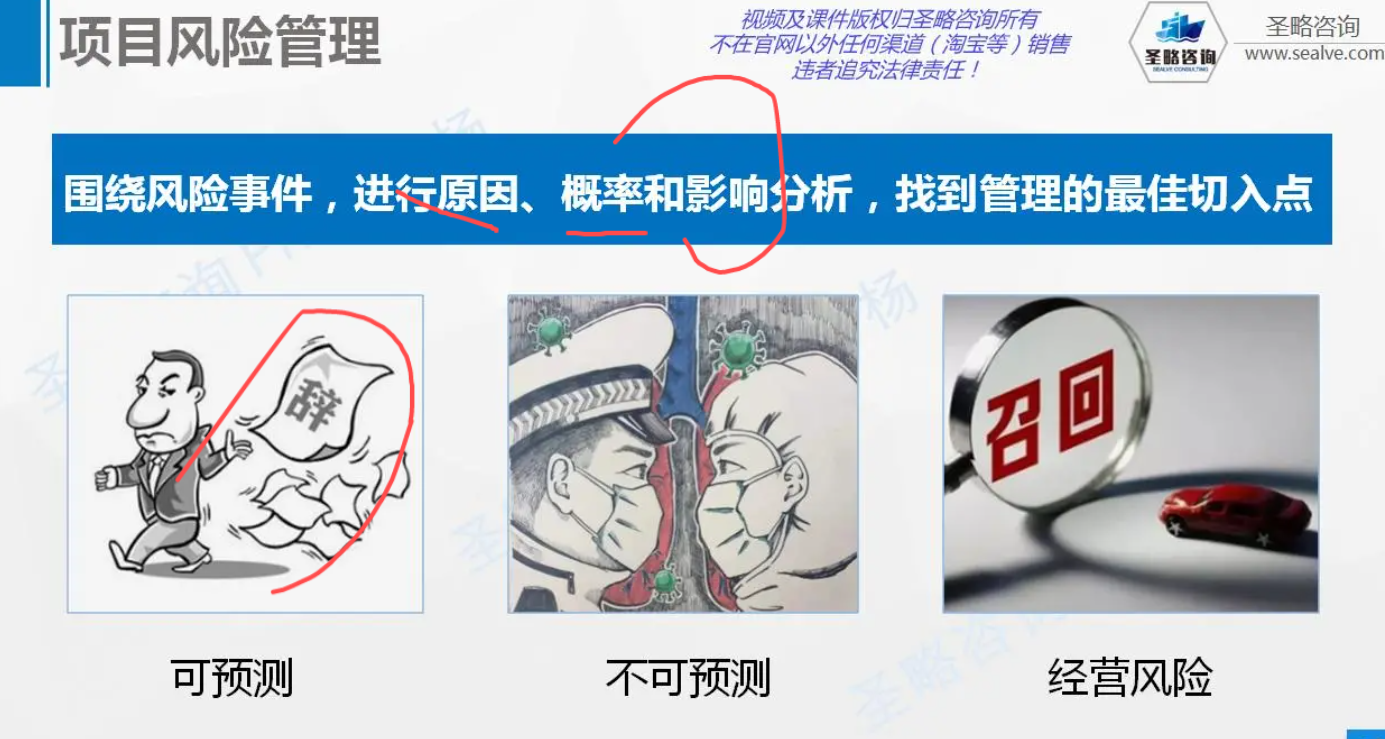 项目风险管理
视频及课件版权归圣略咨询所有
不在官网以外任何渠道（淘宝等）销售
违者追究法律责任！
圣略咨询
SEALVE CONSULTING
圣略咨询
www.sealve.com
围绕风险事件，进行原因、概率和影响分析，找到管理的最佳切入点
辞
召回
可预测
不可预测
经营风险